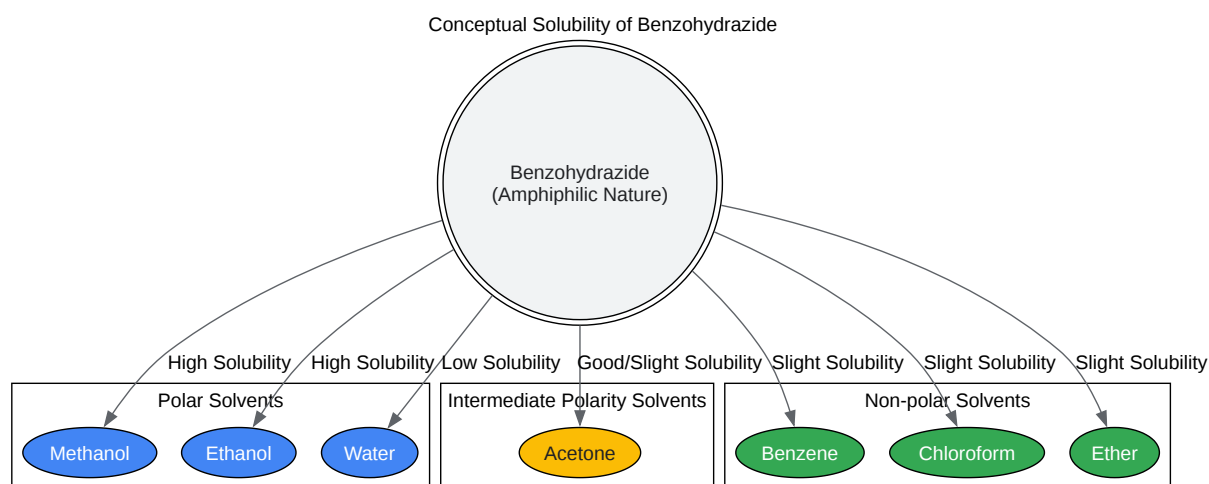 Conceptual Solubility of Benzohydrazide
Benzohydrazide
(Amphiphilic Nature)
High Solubility
High Solubility
Low Solubility
Good/Slight Solubility
Slight Solubility
Slight Solubility
Slight Solubility
Polar Solvents
Intermediate Polarity Solvents
Non-polar Solvents
Methanol
Ethanol
Water
Acetone
Benzene
Chloroform
Ether